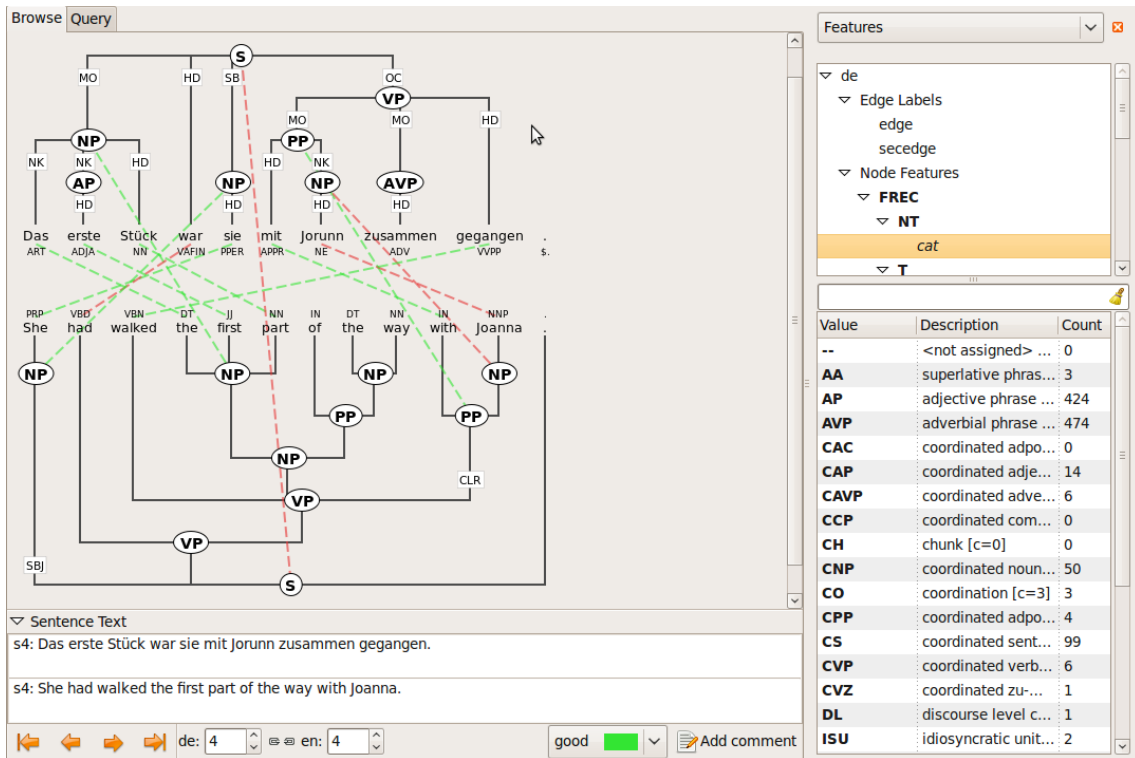 Browse Query
S
MO HD SB OC
VP
MO MO HD
NP PP
NK NK HD HD NK
AP NP NP AVP
HD HD HD HD
Das erste Stück war sie mit Jorunn zusammen gegangen .
ART ADJA NN VAFIN PPER APPR NE ADV VVPP $.
PRP VBD VBN DT JJ NN IN DT NN IN NNP .
She had walked the first part of the way with Joanna .
NP NP NP NP
PP PP
NP
CLR
VP
VP
SBJ
S
Sentence Text
s4: Das erste Stück war sie mit Jorunn zusammen gegangen.
s4: She had walked the first part of the way with Joanna.
de: 4 en: 4 good Add comment
Features
de
Edge Labels
edge
secedge
Node Features
FREC
NT
cat
T
Value Description Count
-- <not assigned> ... 0
AA superlative phras... 3
AP adjective phrase ... 424
AVP adverbial phrase ... 474
CAC coordinated adpo... 0
CAP coordinated adje... 14
CAVP coordinated adve... 6
CCP coordinated com... 0
CH chunk [c=0] 0
CNP coordinated noun... 50
CO coordination [c=3] 3
CPP coordinated adpo... 4
CS coordinated sent... 99
CVP coordinated verb... 6
CVZ coordinated zu-... 1
DL discourse level c... 1
ISU idiosyncratic unit... 2